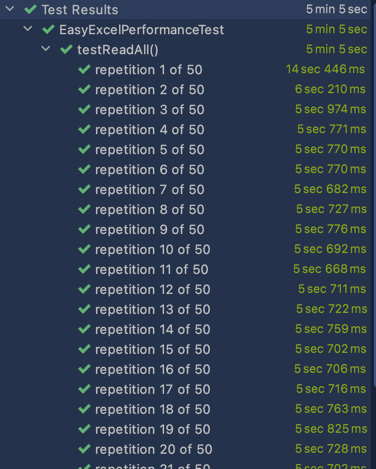 Test Results 5 min 5 sec
EasyExcelPerformanceTest 5 min 5 sec
testReadAll() 5 min 5 sec
repetition 1 of 50 14 sec 446 ms
repetition 2 of 50 6 sec 210 ms
repetition 3 of 50 5 sec 974 ms
repetition 4 of 50 5 sec 771 ms
repetition 5 of 50 5 sec 770 ms
repetition 6 of 50 5 sec 770 ms
repetition 7 of 50 5 sec 682 ms
repetition 8 of 50 5 sec 727 ms
repetition 9 of 50 5 sec 776 ms
repetition 10 of 50 5 sec 692 ms
repetition 11 of 50 5 sec 668 ms
repetition 12 of 50 5 sec 711 ms
repetition 13 of 50 5 sec 722 ms
repetition 14 of 50 5 sec 759 ms
repetition 15 of 50 5 sec 702 ms
repetition 16 of 50 5 sec 706 ms
repetition 17 of 50 5 sec 716 ms
repetition 18 of 50 5 sec 763 ms
repetition 19 of 50 5 sec 825 ms
repetition 20 of 50 5 sec 728 ms
repetition 21 of 50 5 sec 702 ms